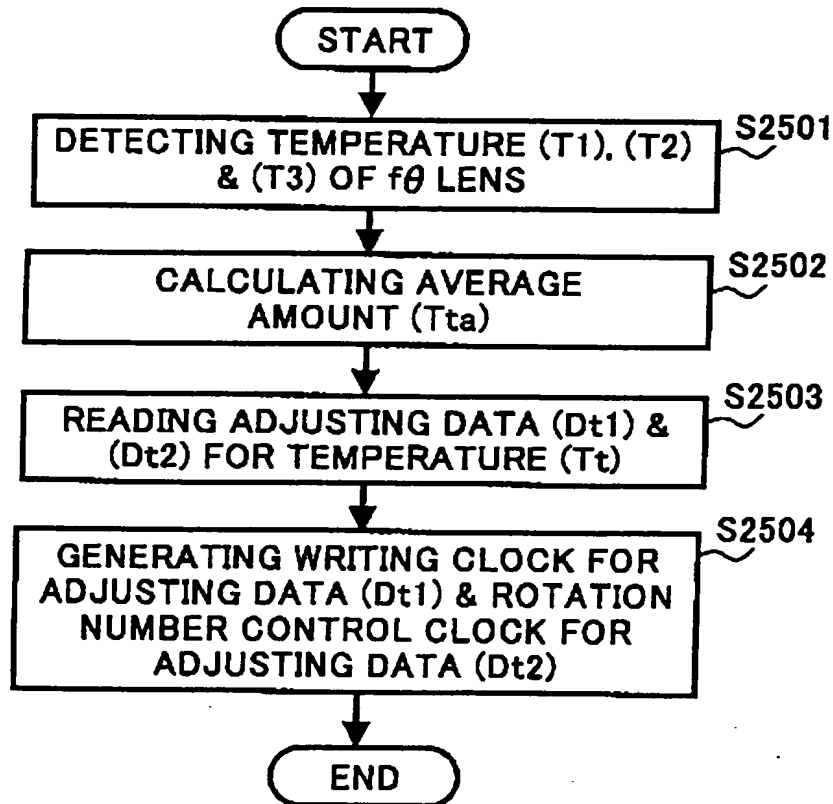 START
DETECTING TEMPERATURE (T1), (T2)
& (T3) OF fθ LENS
S2501
CALCULATING AVERAGE
AMOUNT (Tta)
S2502
READING ADJUSTING DATA (Dt1) &
(Dt2) FOR TEMPERATURE (Tt)
S2503
GENERATING WRITING CLOCK FOR
ADJUSTING DATA (Dt1) & ROTATION
NUMBER CONTROL CLOCK FOR
ADJUSTING DATA (Dt2)
S2504
END